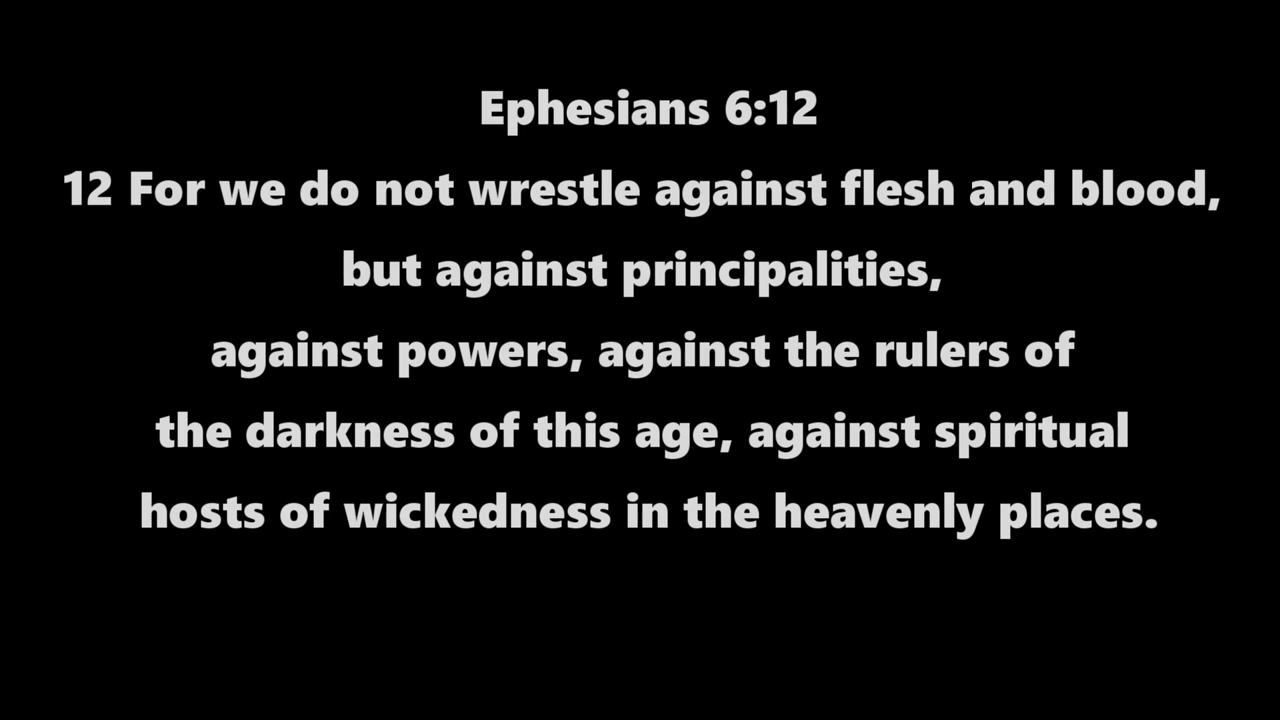 Ephesians 6:12
12 For we do not wrestle against flesh and blood,
but against principalities,
against powers, against the rulers of
the darkness of this age, against spiritual
hosts of wickedness in the heavenly places.